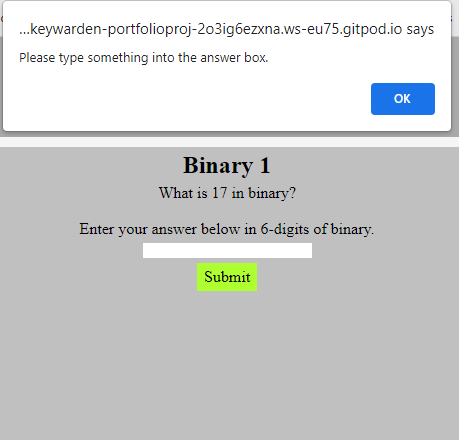 ...keywarden-portfolioproj-2o3ig6ezxna.ws-eu75.gitpod.io says
Please type something into the answer box.
OK
Binary 1
What is 17 in binary?
Enter your answer below in 6-digits of binary.
Submit